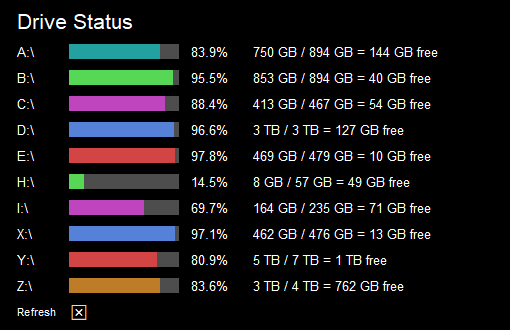 Drive Status
A:\ 83.9% 750 GB / 894 GB = 144 GB free
B:\ 95.5% 853 GB / 894 GB = 40 GB free
C:\ 88.4% 413 GB / 467 GB = 54 GB free
D:\ 96.6% 3 TB / 3 TB = 127 GB free
E:\ 97.8% 469 GB / 479 GB = 10 GB free
H:\ 14.5% 8 GB / 57 GB = 49 GB free
I:\ 69.7% 164 GB / 235 GB = 71 GB free
X:\ 97.1% 462 GB / 476 GB = 13 GB free
Y:\ 80.9% 5 TB / 7 TB = 1 TB free
Z:\ 83.6% 3 TB / 4 TB = 762 GB free
Refresh